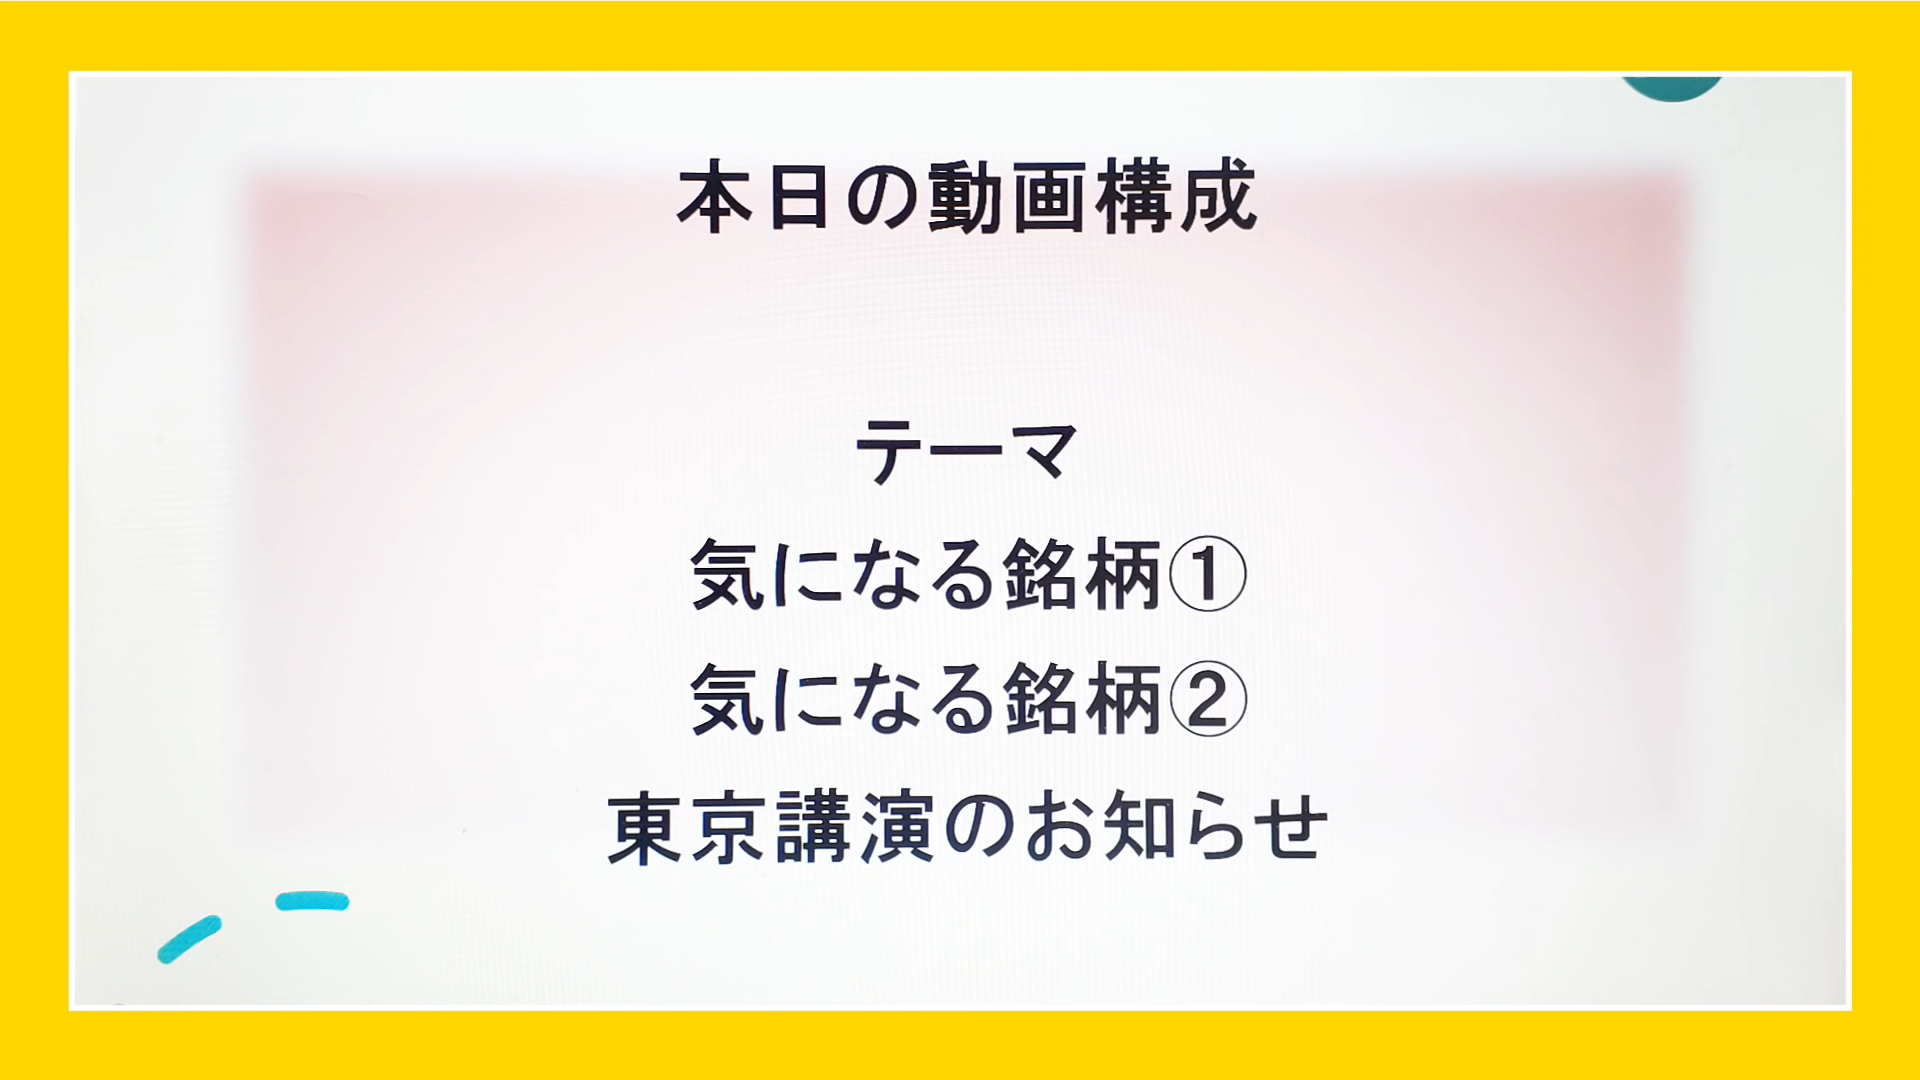 本日の動画構成
テーマ
気になる銘柄①
気になる銘柄②
東京講演のお知らせ